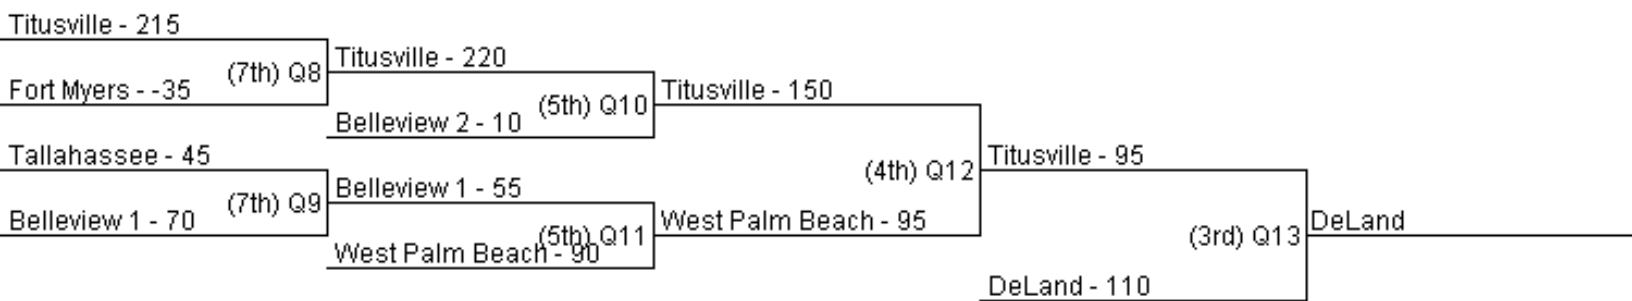 Titusville - 215
(7th) Q8
Fort Myers - -35
Titusville - 220
(5th) Q10
Belleview 2 - 10
Tallahassee - 45
(7th) Q9
Belleview 1 - 70
Belleview 1 - 55
(5th) Q11
West Palm Beach - 90
Titusville - 150
(4th) Q12
West Palm Beach - 95
Titusville - 95
(3rd) Q13
DeLand - 110
DeLand